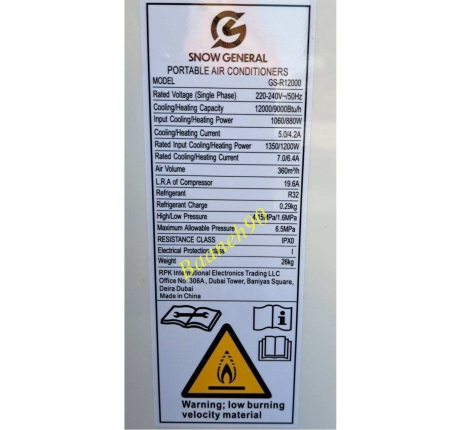 SNOW GENERAL
PORTABLE AIR CONDITIONERS
MODEL GS-R12000
Rated Voltage (Single Phase) 220-240V~/50Hz
Cooling/Heating Capacity 12000/9000Btu/h
Input Cooling/Heating Power 1060/880W
Cooling/Heating Current 5.0/4.2A
Rated Input Cooling/Heating Power 1350/1200W
Rated Cooling/Heating Current 7.0/6.4A
Air Volume 360m³/h
L.R.A of Compressor 19.6A
Refrigerant R32
Refrigerant Charge 0.29kg
High/Low Pressure /1.6MPa
Maximum Allowable Pressure 6.5MPa
RESISTANCE CLASS IPX0
Electrical Protection I
Weight 26kg
RPK International Electronics Trading LLC
Office No: 306A , Dubai Tower, Baniyas Square,
Deira Dubai
Made in China
Baaneh90
Warning; low burning
velocity material